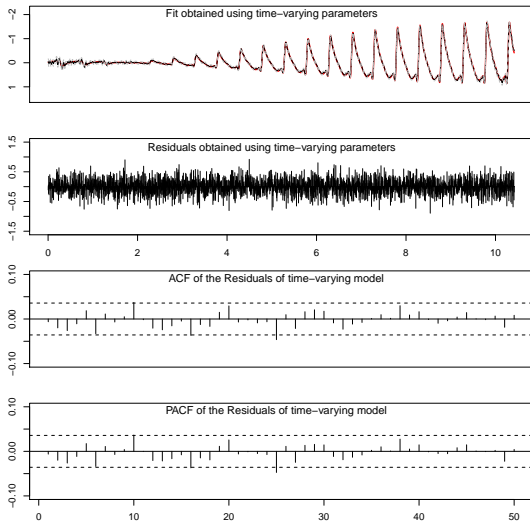 Fit obtained using time−varying parameters
−2
−1
0
1
Residuals obtained using time−varying parameters
1.5
0.5
−0.5
−1.5
0 2 4 6 8 10
ACF of the Residuals of time−varying model
0.10
0.00
−0.10
PACF of the Residuals of time−varying model
0.10
0.00
−0.10
0 10 20 30 40 50